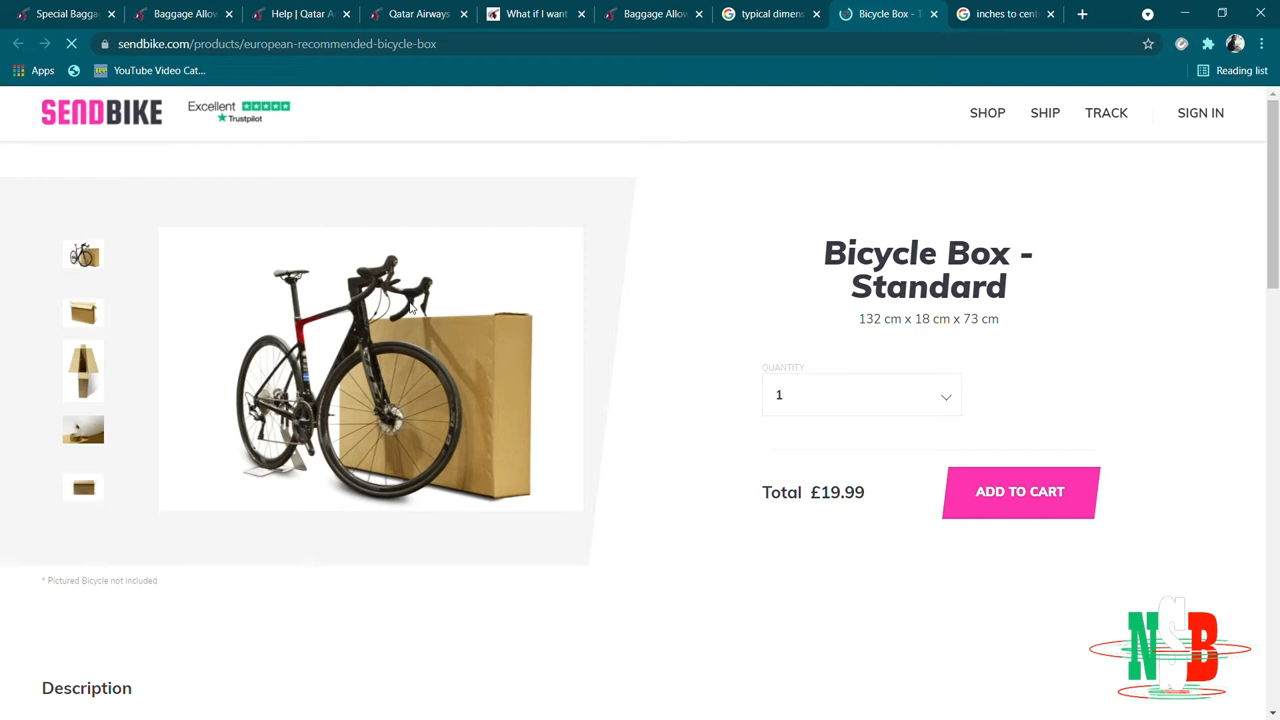 Special Bagga
Baggage Allow
Help | Qatar A
Qatar Airways
What if I want
Baggage Allow
typical dimens
Bicycle Box - T
inches to cent
sendbike.com/products/european-recommended-bicycle-box
Apps
YouTube Video Cat...
Reading list
SENDBIKE
Excellent
Trustpilot
SHOP
SHIP
TRACK
SIGN IN
Bicycle Box -
Standard
132 cm x 18 cm x 73 cm
QUANTITY
1
Total £19.99
ADD TO CART
* Pictured Bicycle not included
NSB
Description